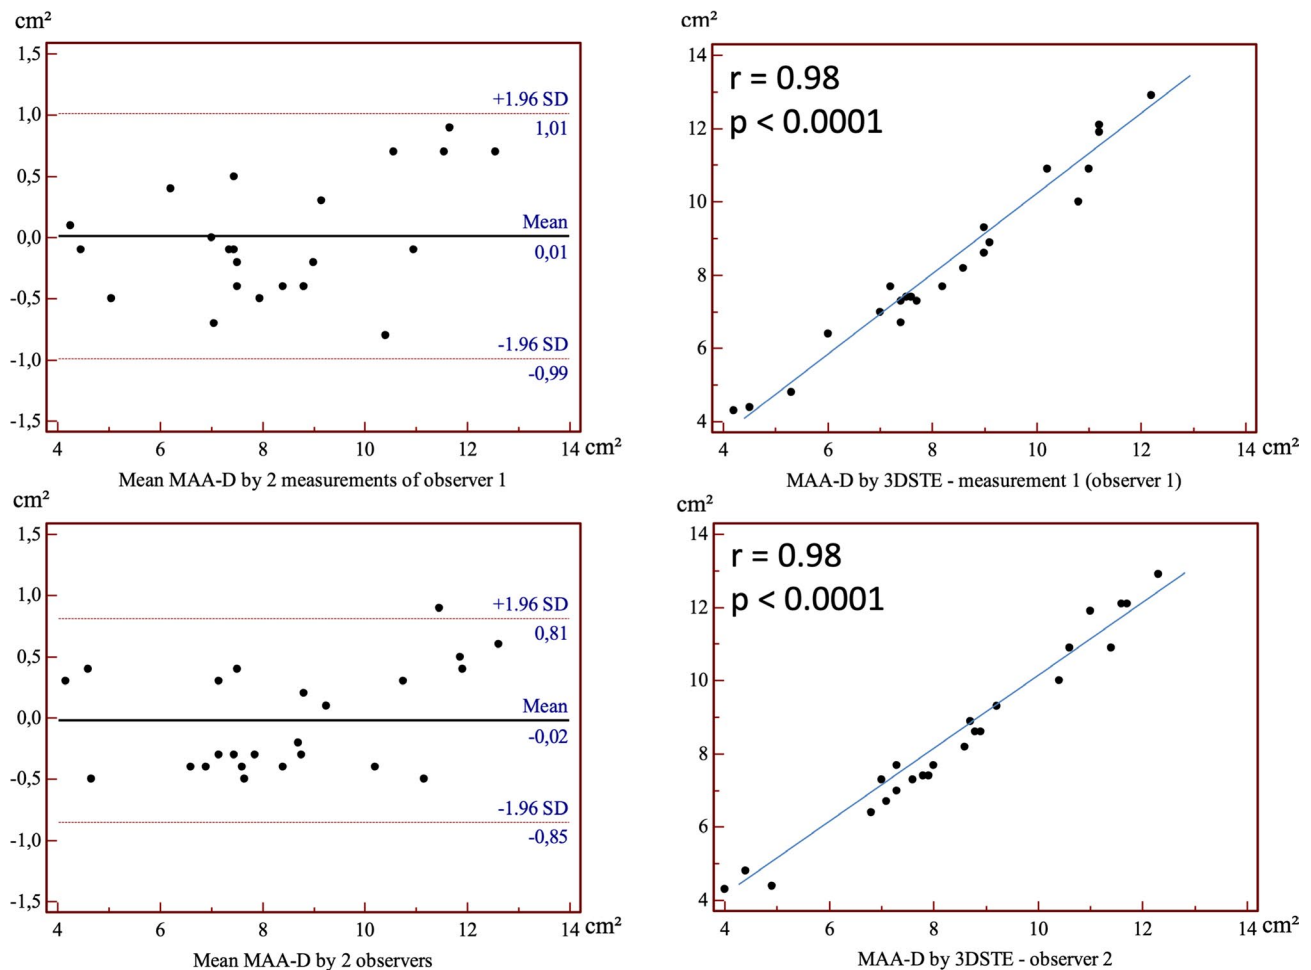 cm²
1,5
+1.96 SD
1,0
1,01
0,5
Mean
0,0
0,01
-0,5
-1.96 SD
-1,0
-0,99
-1,5
4 6 8 10 12 14 cm²
Mean MAA-D by 2 measurements of observer 1
cm²
14
r = 0.98
p < 0.0001
12
10
8
6
4
4 6 8 10 12 14 cm²
MAA-D by 3DSTE - measurement 1 (observer 1)
cm²
1,5
+1.96 SD
1,0
0,81
0,5
Mean
0,0
-0,02
-0,5
-1.96 SD
-0,85
-1,0
-1,5
4 6 8 10 12 14 cm²
Mean MAA-D by 2 observers
cm²
14
r = 0.98
p < 0.0001
12
10
8
6
4
4 6 8 10 12 14 cm²
MAA-D by 3DSTE - observer 2